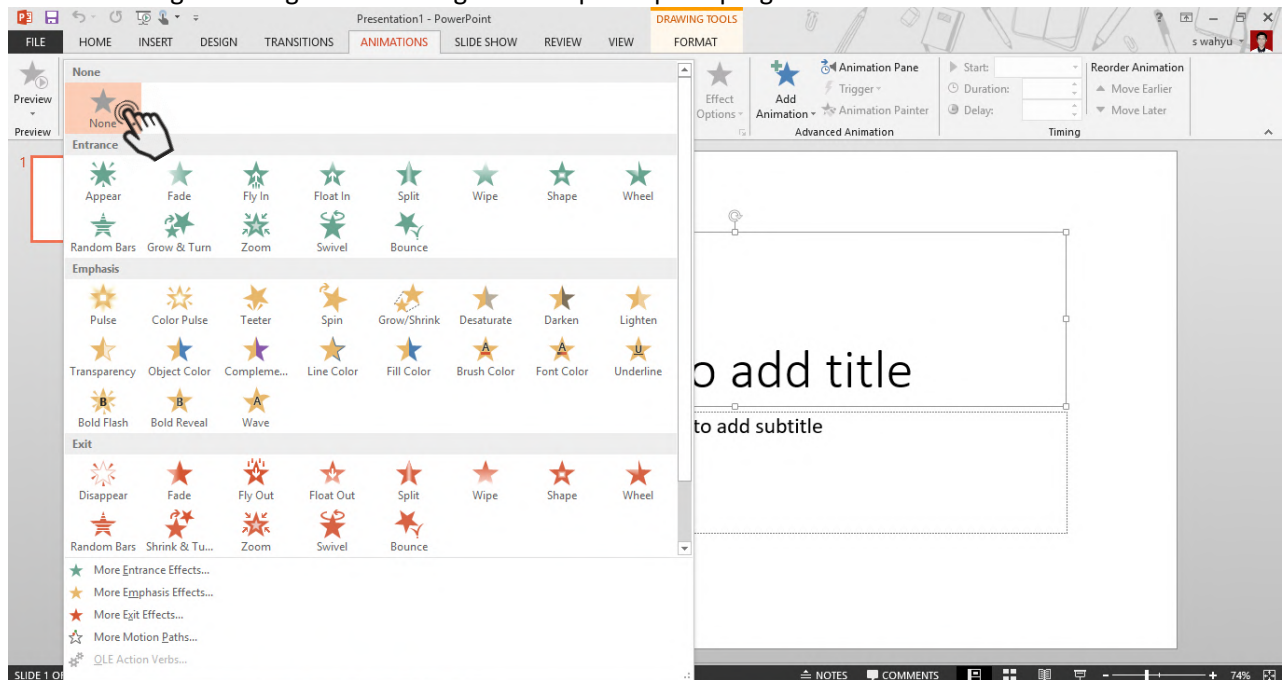 Presentation1 - PowerPoint
DRAWING TOOLS
?
FILE HOME INSERT DESIGN TRANSITIONS ANIMATIONS SLIDE SHOW REVIEW VIEW FORMAT
s wahyu
Preview
Preview
None
None
Entrance
Appear Fade Fly In Float In Split Wipe Shape Wheel
Random Bars Grow & Turn Zoom Swivel Bounce
Emphasis
Pulse Color Pulse Teeter Spin Grow/Shrink Desaturate Darken Lighten
Transparency Object Color Compleme... Line Color Fill Color Brush Color Font Color Underline
Bold Flash Bold Reveal Wave
Exit
Disappear Fade Fly Out Float Out Split Wipe Shape Wheel
Random Bars Shrink & Tu... Zoom Swivel Bounce
More Entrance Effects...
More Emphasis Effects...
More Exit Effects...
More Motion Paths...
OLE Action Verbs...
Effect
Options
Add
Animation
Animation Pane
Trigger
Animation Painter
Advanced Animation
Start:
Duration:
Delay:
Reorder Animation
Move Earlier
Move Later
Timing
1
add title
to add subtitle
SLIDE 1
NOTES COMMENTS 74%